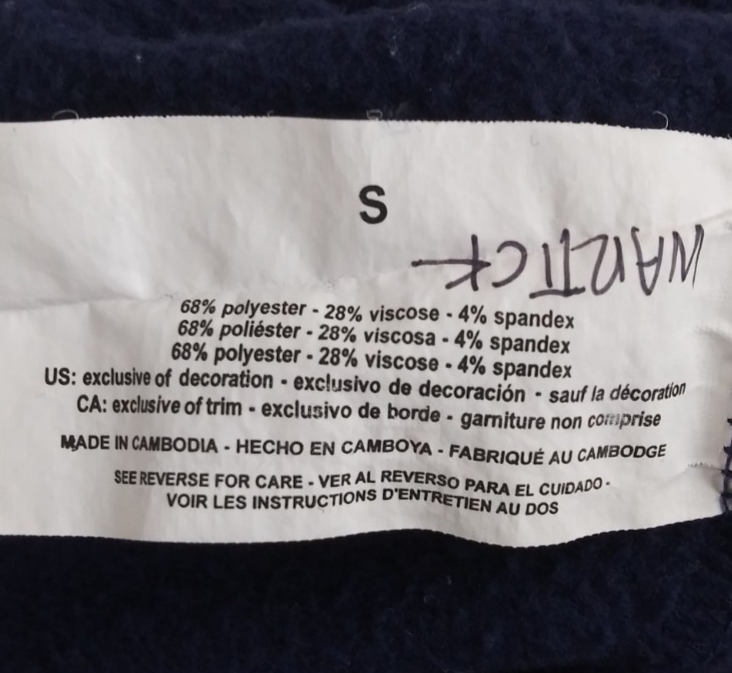 S
68% polyester - 28% viscose - 4% spandex
68% poliéster - 28% viscosa - 4% spandex
68% polyester - 28% viscose - 4% spandex
US: exclusive of decoration - exclusivo de decoración - sauf la décoration
CA: exclusive of trim - exclusivo de borde - garniture non comprise
MADE IN CAMBODIA - HECHO EN CAMBOYA - FABRIQUÉ AU CAMBODGE
SEE REVERSE FOR CARE - VER AL REVERSO PARA EL CUIDADO -
VOIR LES INSTRUCTIONS D'ENTRETIEN AU DOS